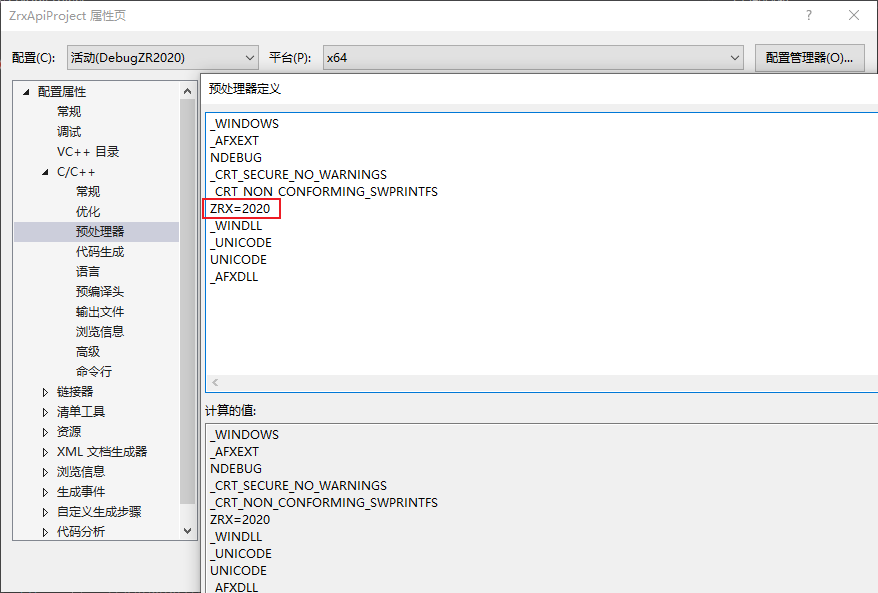 ZrxApiProject 属性页
?
配置(C):
活动(DebugZR2020)
平台(P):
x64
配置管理器(O)...
配置属性
常规
调试
VC++ 目录
C/C++
常规
优化
预处理器
代码生成
语言
预编译头
输出文件
浏览信息
高级
命令行
链接器
清单工具
资源
XML 文档生成器
浏览信息
生成事件
自定义生成步骤
代码分析
预处理器定义
_WINDOWS
_AFXEXT
NDEBUG
_CRT_SECURE_NO_WARNINGS
_CRT_NON_CONFORMING_SWPRINTFS
ZRX=2020
_WINDLL
_UNICODE
UNICODE
_AFXDLL
计算的值:
_WINDOWS
_AFXEXT
NDEBUG
_CRT_SECURE_NO_WARNINGS
_CRT_NON_CONFORMING_SWPRINTFS
ZRX=2020
_WINDLL
_UNICODE
UNICODE
_AFXDLL